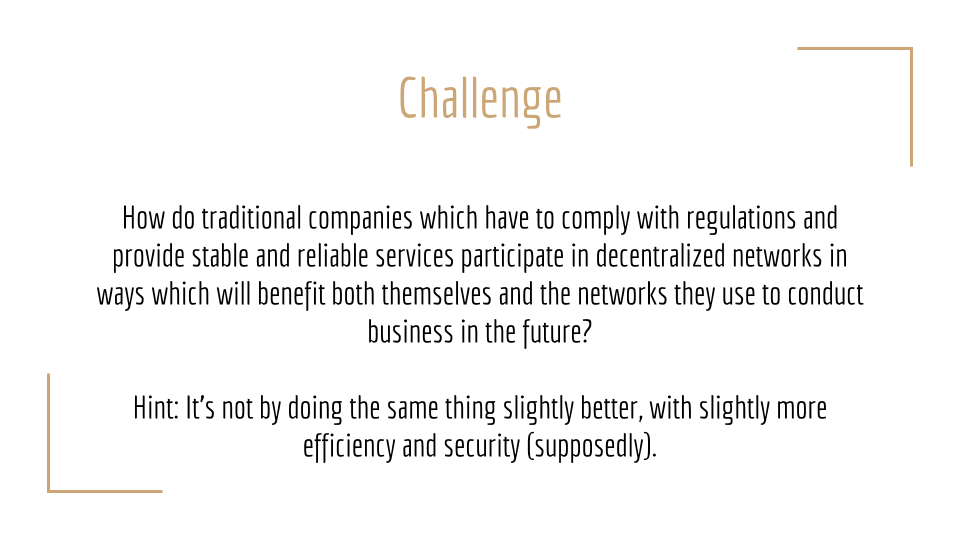 Challenge
How do traditional companies which have to comply with regulations and
provide stable and reliable services participate in decentralized networks in
ways which will benefit both themselves and the networks they use to conduct
business in the future?
Hint: It’s not by doing the same thing slightly better, with slightly more
efficiency and security (supposedly).